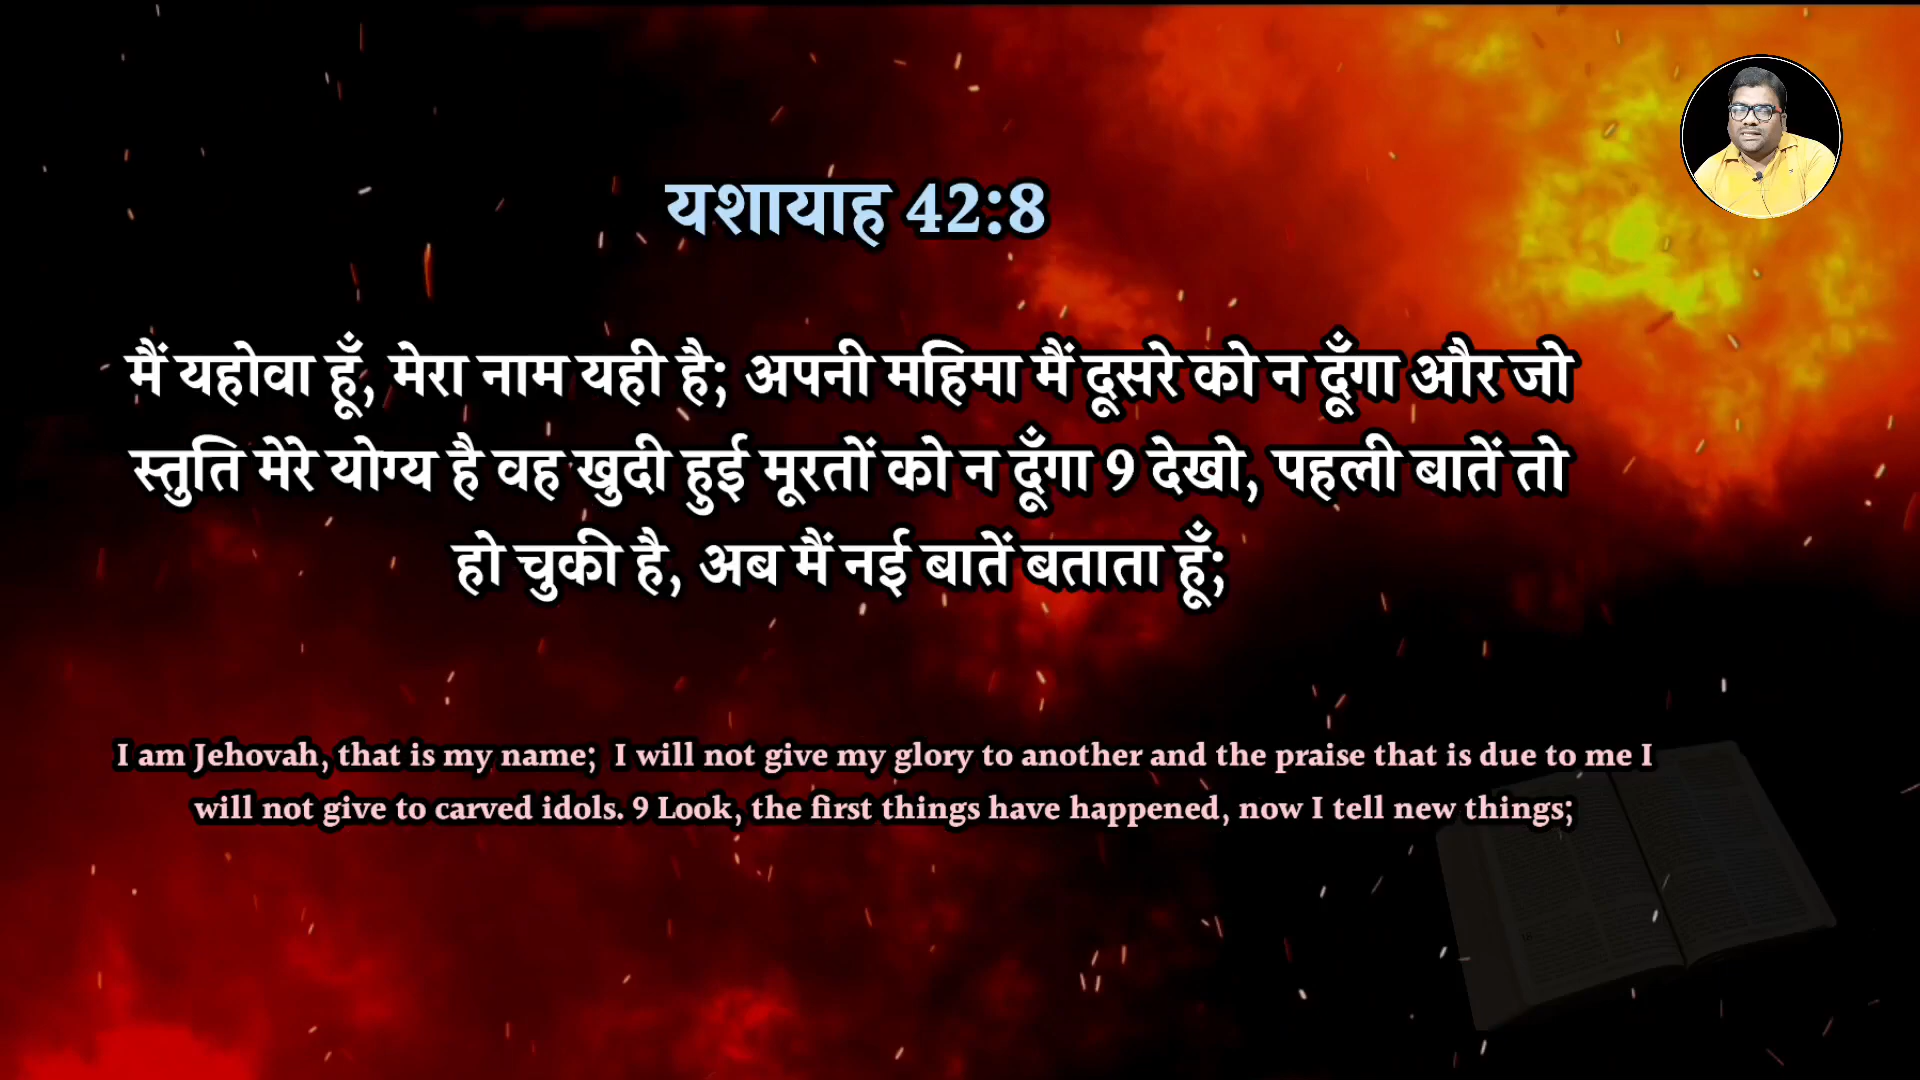 यशायाह 42:8
मैं यहोवा हूँ, मेरा नाम यही है; अपनी महिमा मैं दूसरे को न दूँगा और जो
स्तुति मेरे योग्य है वह खुदी हुई मूरतों को न दूँगा 9 देखो, पहली बातें तो
हो चुकी है, अब मैं नई बातें बताता हूँ;
I am Jehovah, that is my name;  I will not give my glory to another and the praise that is due to me I
will not give to carved idols. 9 Look, the first things have happened, now I tell new things;